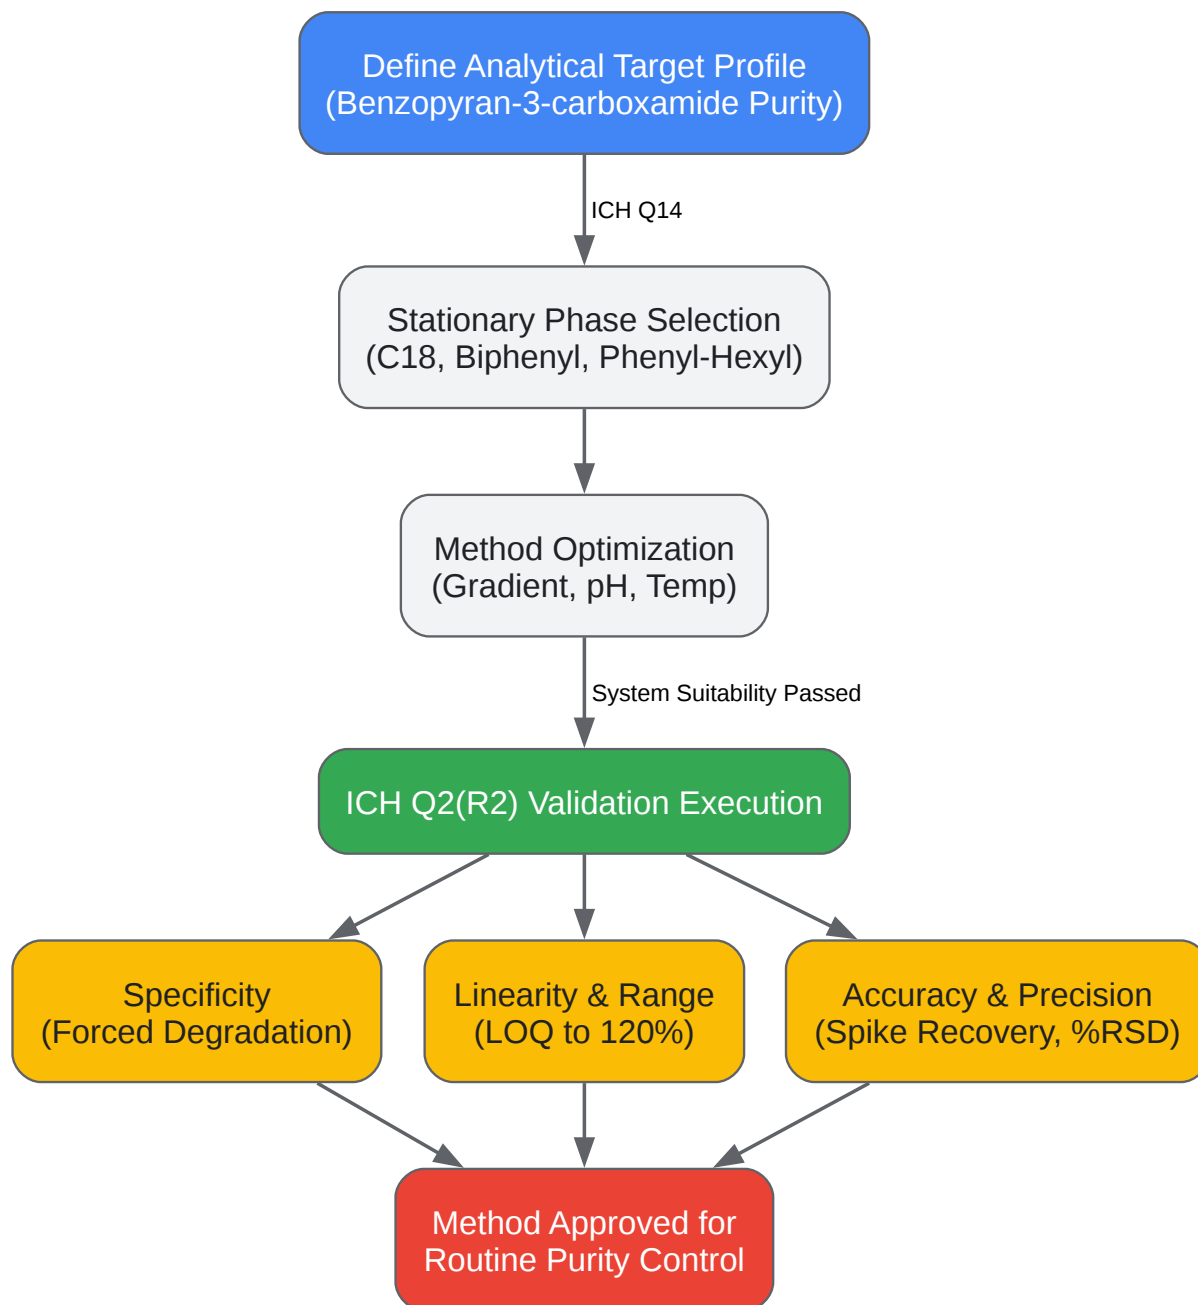 Define Analytical Target Profile
(Benzopyran-3-carboxamide Purity)
ICH Q14
Stationary Phase Selection
(C18, Biphenyl, Phenyl-Hexyl)
Method Optimization
(Gradient, pH, Temp)
System Suitability Passed
ICH Q2(R2) Validation Execution
Specificity
(Forced Degradation)
Linearity & Range
(LOQ to 120%)
Accuracy & Precision
(Spike Recovery, %RSD)
Method Approved for
Routine Purity Control